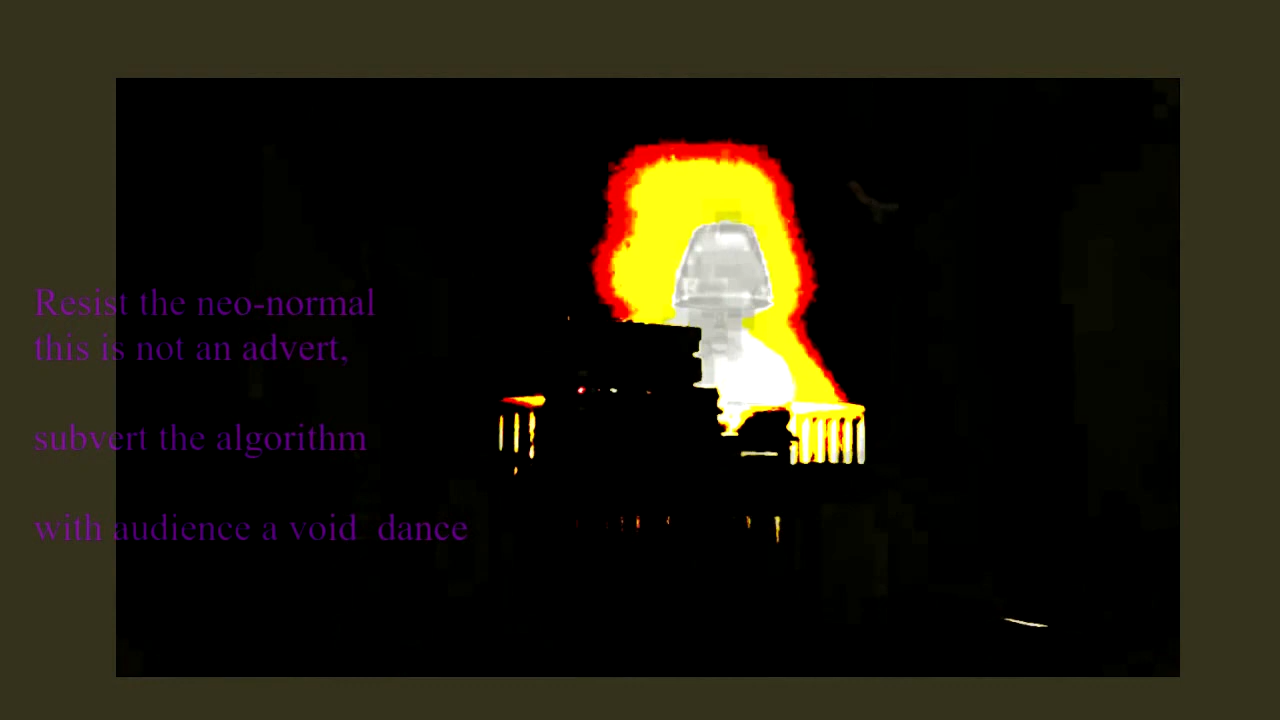 Resist the neo-normal
this is not an advert,
subvert the algorithm
with audience a void  dance